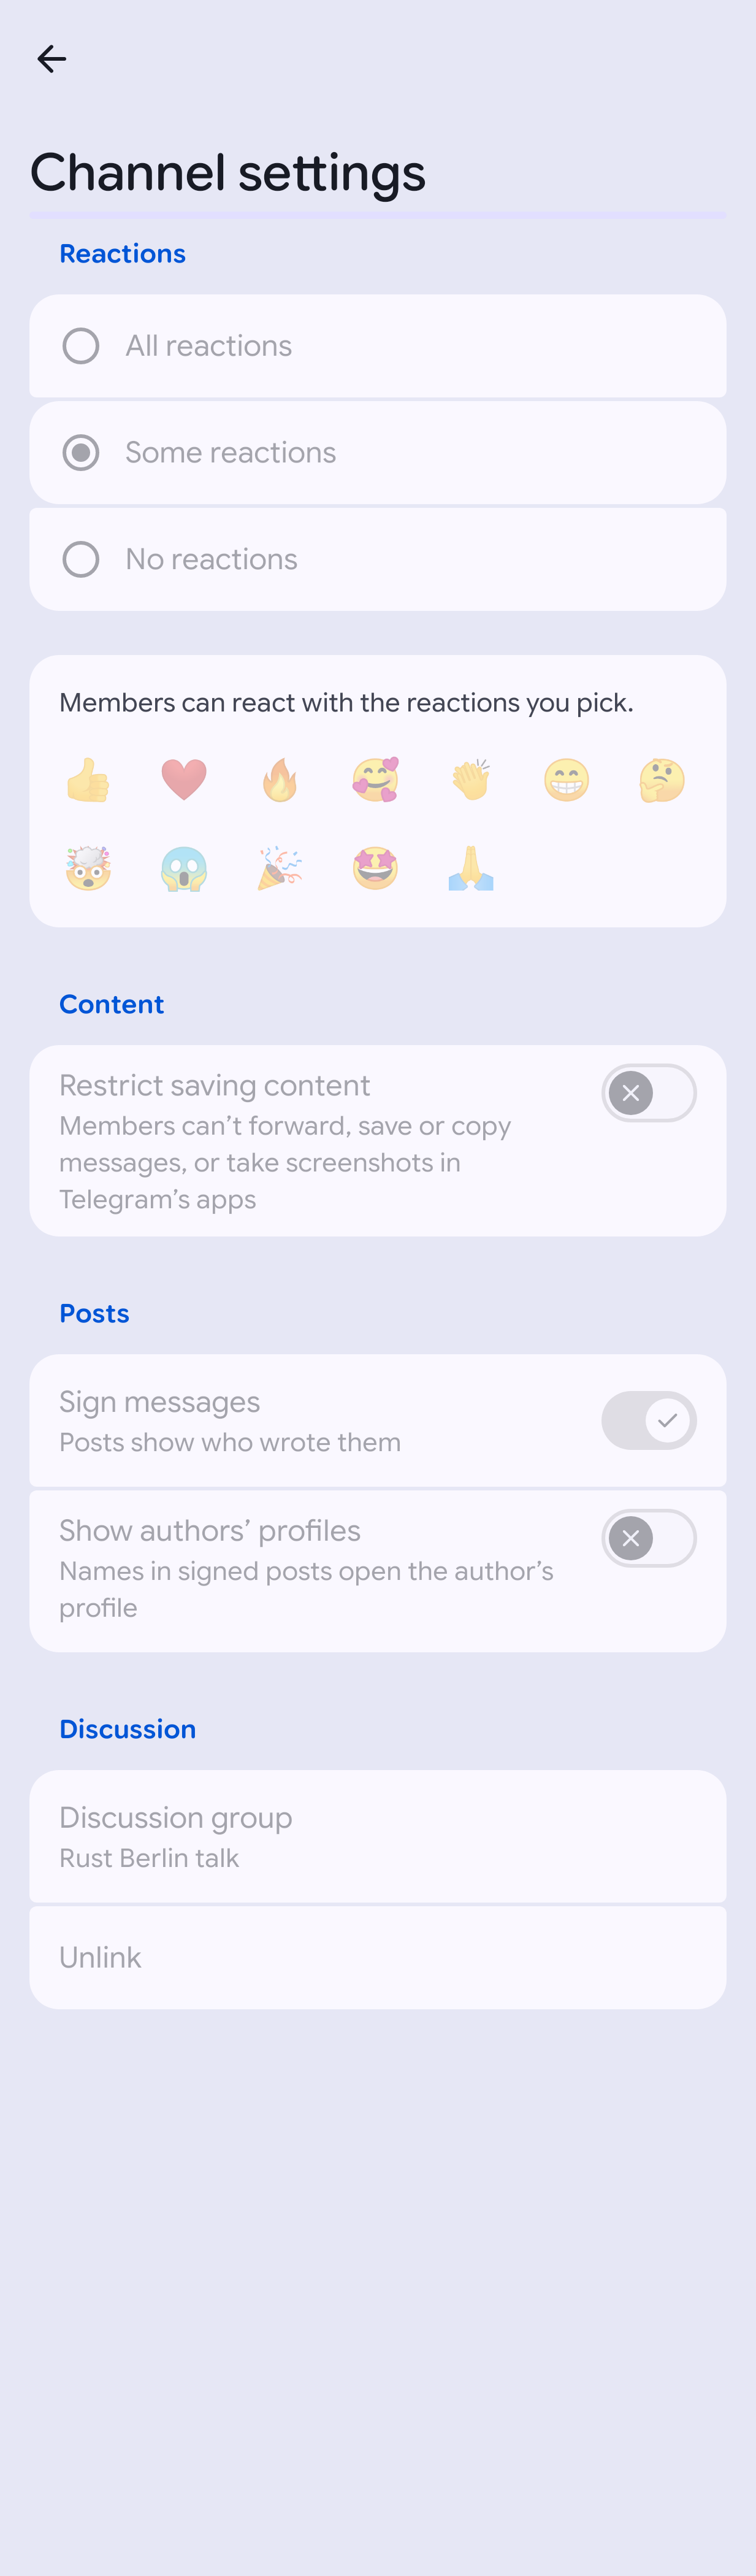 Channel settings
Reactions
All reactions
Some reactions
No reactions
Members can react with the reactions you pick.
Content
Restrict saving content
Members can’t forward, save or copy
messages, or take screenshots in
Telegram’s apps
Posts
Sign messages
Posts show who wrote them
Show authors’ profiles
Names in signed posts open the author’s
profile
Discussion
Discussion group
Rust Berlin talk
Unlink